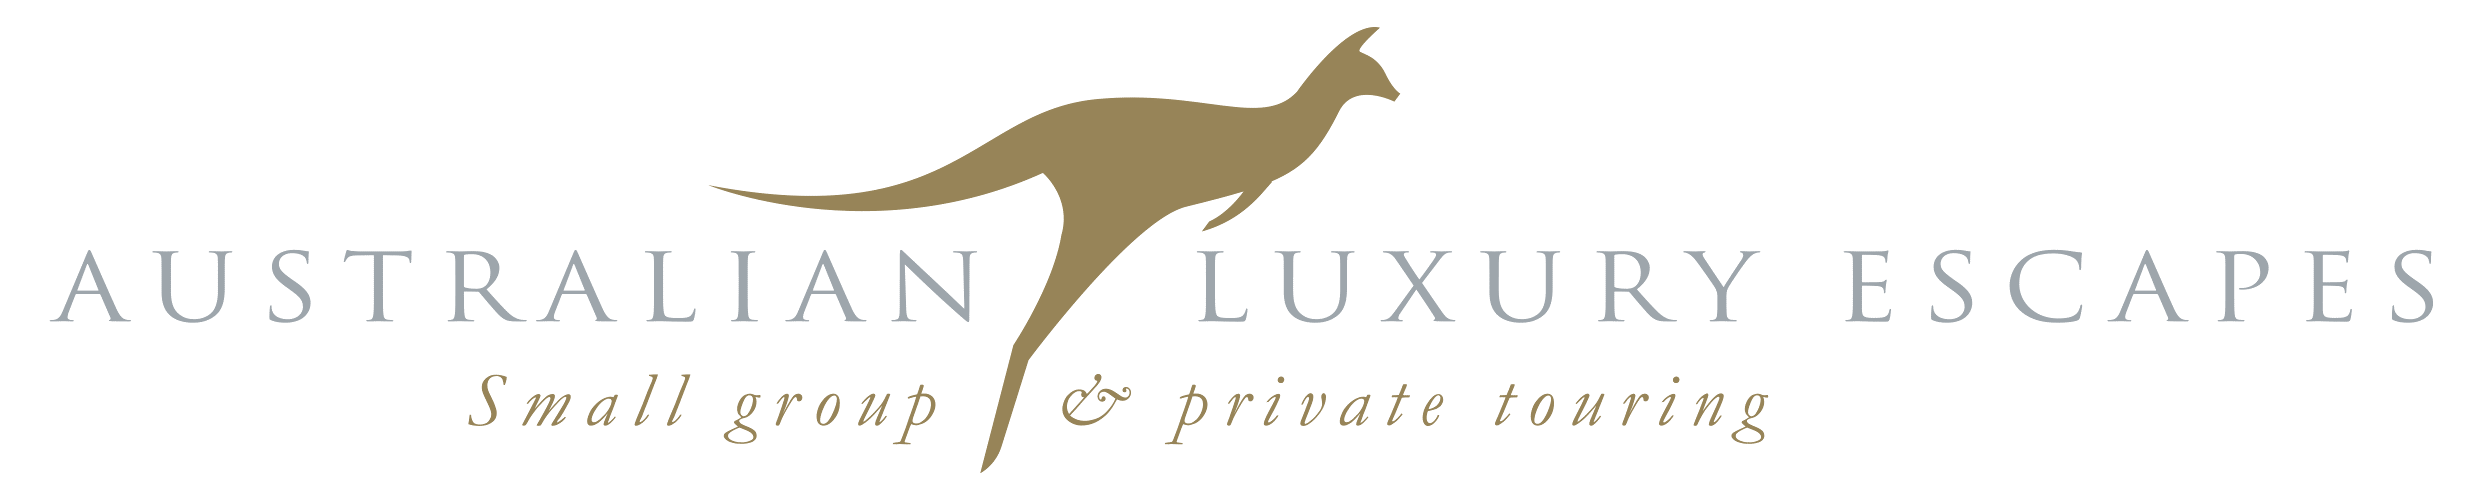 AUSTRALIAN LUXURY ESCAPES
Small group & private touring